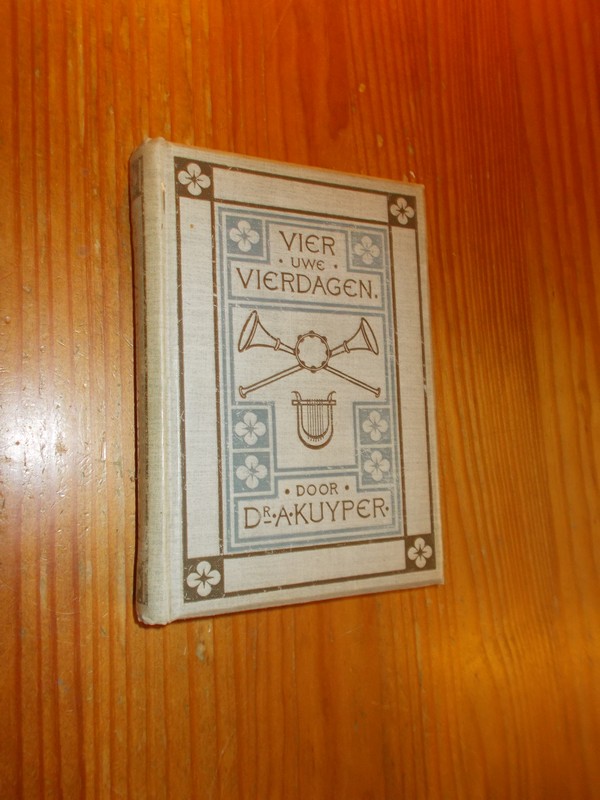 VIER
· UWE ·
VIERDAGEN.
· DOOR ·
DR. A. KUYPER.